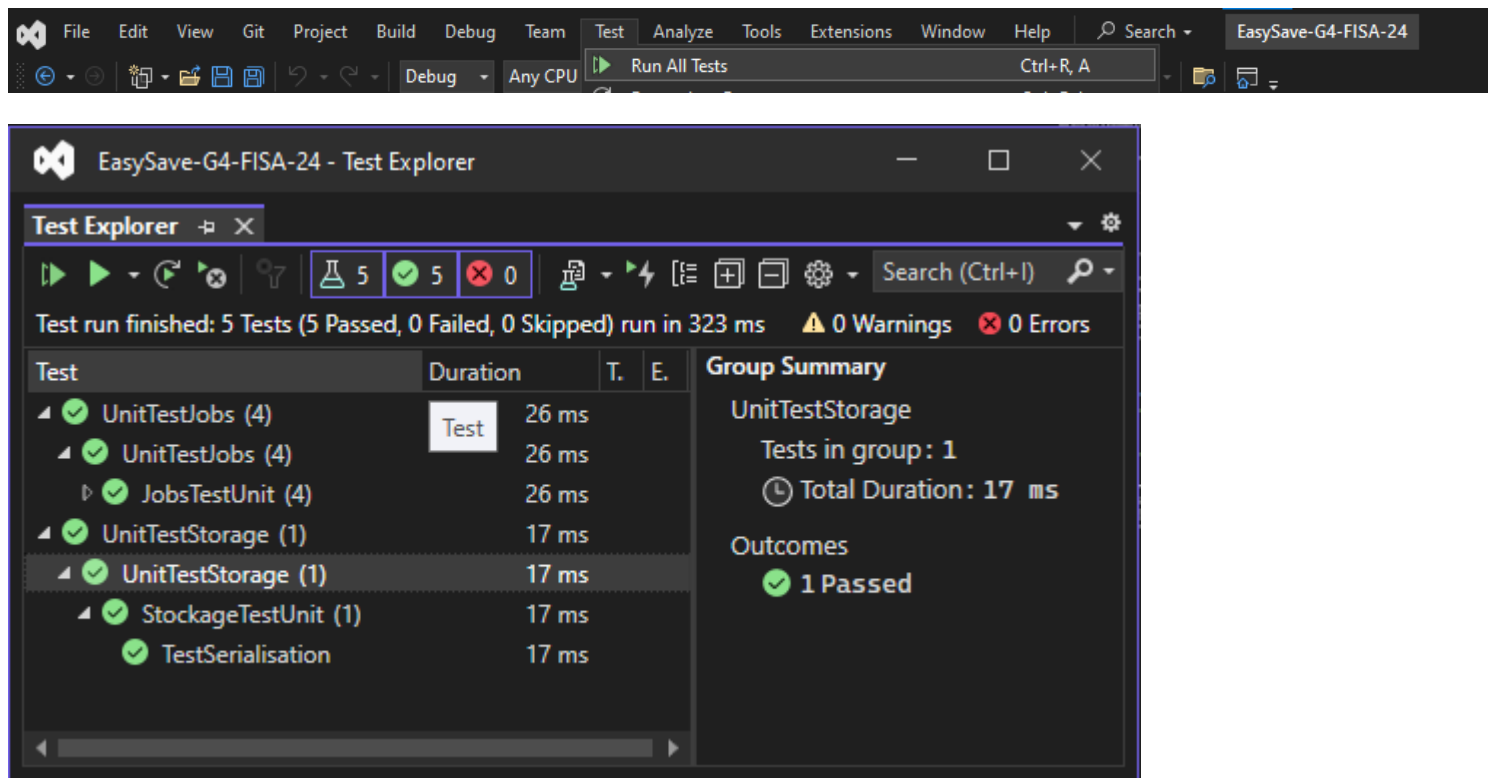 File Edit View Git Project Build Debug Team Test Analyze Tools Extensions Window Help Search EasySave-G4-FISA-24
Debug Any CPU Run All Tests Ctrl+R, A
EasySave-G4-FISA-24 - Test Explorer
Test Explorer
5 5 0 Search (Ctrl+I)
Test run finished: 5 Tests (5 Passed, 0 Failed, 0 Skipped) run in 323 ms 0 Warnings 0 Errors
Test Duration T. E. Group Summary
UnitTestJobs (4) 26 ms UnitTestStorage
Test
UnitTestJobs (4) 26 ms Tests in group: 1
JobsTestUnit (4) 26 ms Total Duration: 17 ms
UnitTestStorage (1) 17 ms Outcomes
UnitTestStorage (1) 17 ms 1 Passed
StockageTestUnit (1) 17 ms
TestSerialisation 17 ms